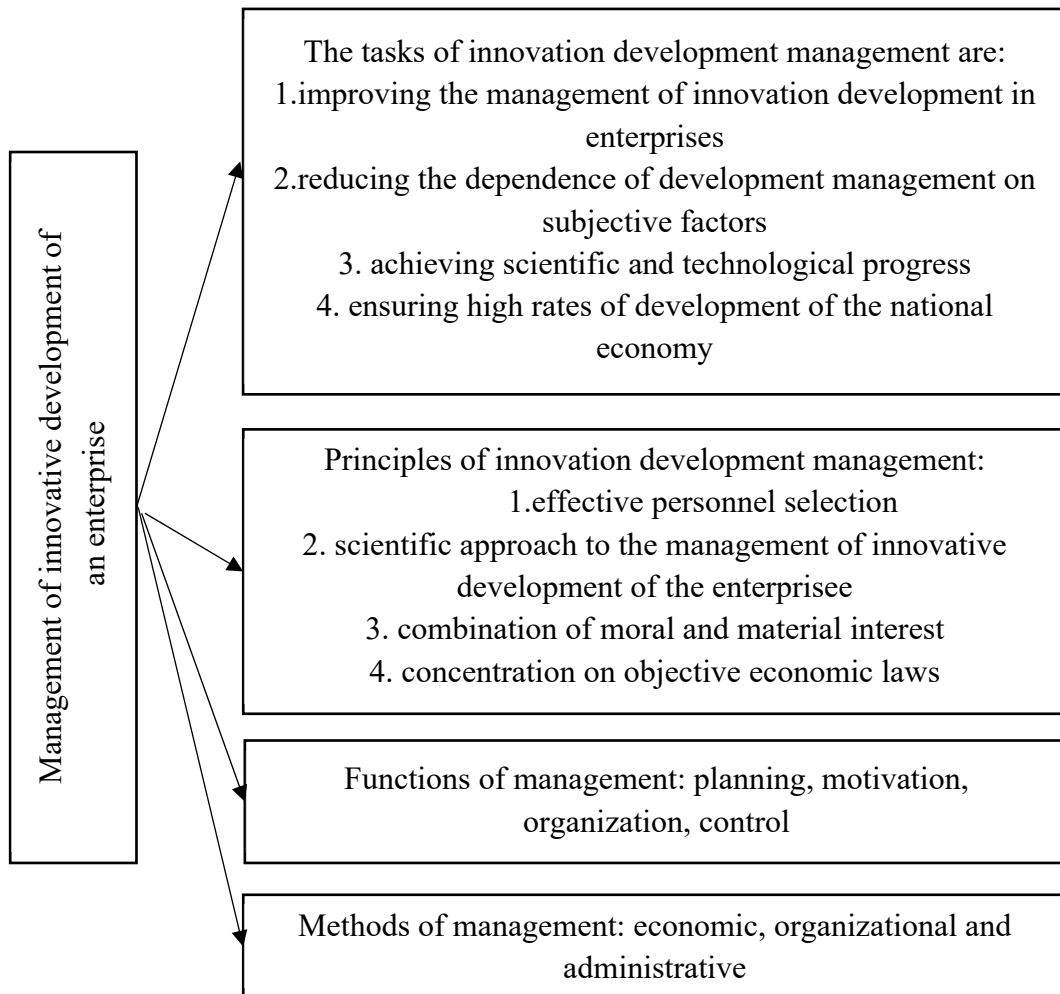 Management of innovative development of
an enterprise
The tasks of innovation development management are:
1.improving the management of innovation development in
enterprises
2.reducing the dependence of development management on
subjective factors
3. achieving scientific and technological progress
4. ensuring high rates of development of the national
economy
Principles of innovation development management:
1.effective personnel selection
2. scientific approach to the management of innovative
development of the enterprisee
3. combination of moral and material interest
4. concentration on objective economic laws
Functions of management: planning, motivation,
organization, control
Methods of management: economic, organizational and
administrative